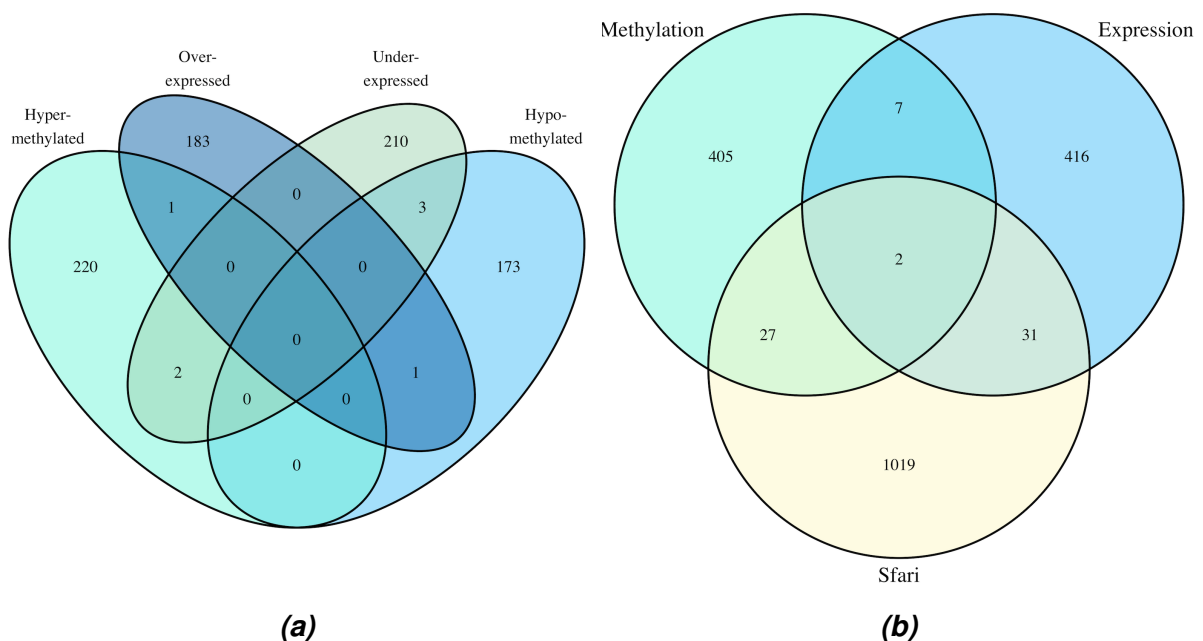 Over-
expressed
Under-
expressed
Hyper-
methylated
Hypo-
methylated
183
210
0
1
3
220
0
0
173
0
2
1
0
0
0
(a)
Methylation
Expression
7
405
416
2
27
31
1019
Sfari
(b)